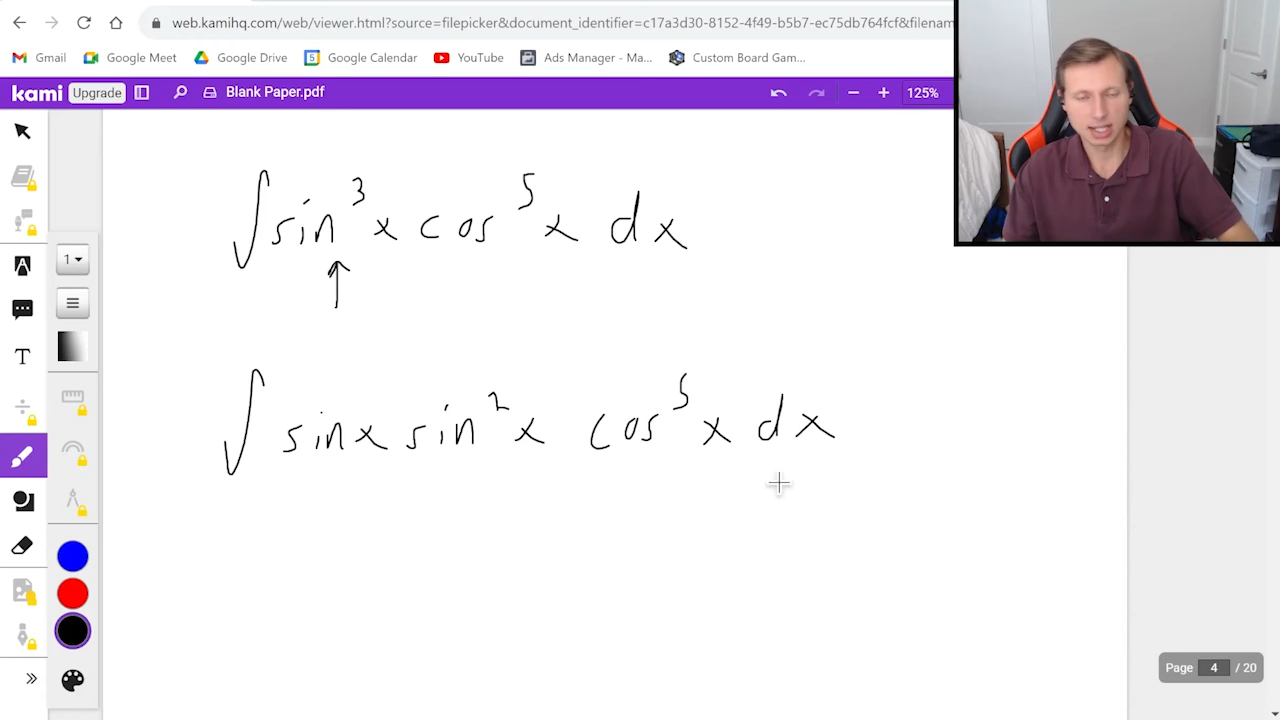 web.kamihq.com/web/viewer.html?source=filepicker&document_identifier=c17a3d30-8152-4f49-b5b7-ec75db764fcf&filenam
Gmail Google Meet Google Drive 5 Google Calendar YouTube Ads Manager - Ma... Custom Board Gam...
kami Upgrade Blank Paper.pdf 125%
∫ sin³x cos⁵x dx
1
T
∫ sinx sin²x cos⁵x dx
Page 4 / 20